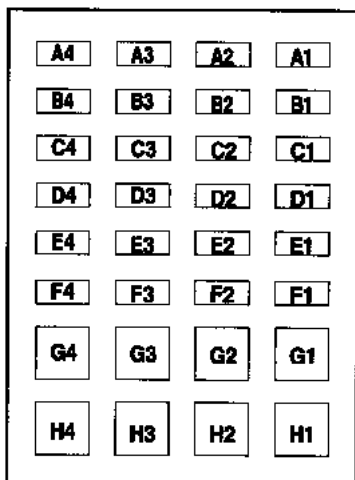 A4 A3 A2 A1
B4 B3 B2 B1
C4 C3 C2 C1
D4 D3 D2 D1
E4 E3 E2 E1
F4 F3 F2 F1
G4 G3 G2 G1
H4 H3 H2 H1